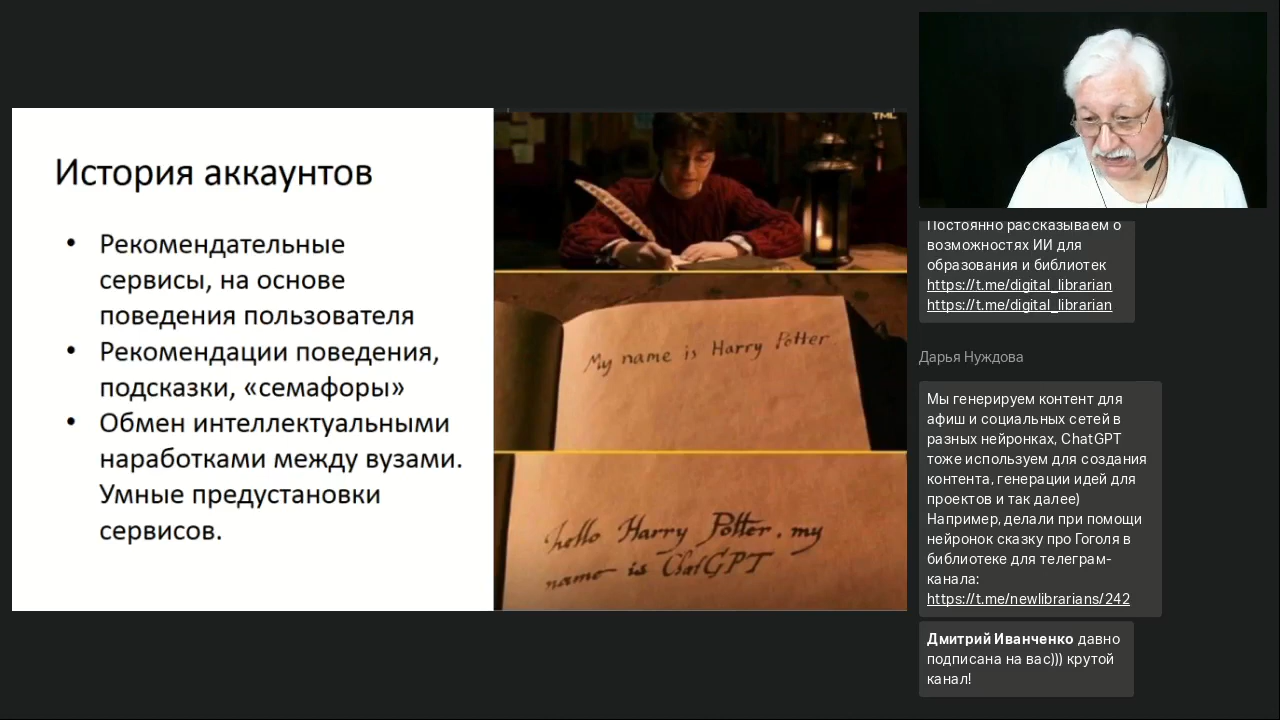 История аккаунтов
• Рекомендательные
сервисы, на основе
поведения пользователя
• Рекомендации поведения,
подсказки, «семафоры»
• Обмен интеллектуальными
наработками между вузами.
Умные предустановки
сервисов.
TML
My name is Harry Potter
hello Harry Potter. my
name is ChatGPT
Постоянно рассказываем о
возможностях ИИ для
образования и библиотек
https://t.me/digital_librarian
https://t.me/digital_librarian
Дарья Нуждова
Мы генерируем контент для
афиш и социальных сетей в
разных нейронках, ChatGPT
тоже используем для создания
контента, генерации идей для
проектов и так далее)
Например, делали при помощи
нейронок сказку про Гоголя в
библиотеке для телеграм-
канала:
https://t.me/newlibrarians/242
Дмитрий Иванченко давно
подписана на вас))) крутой
канал!